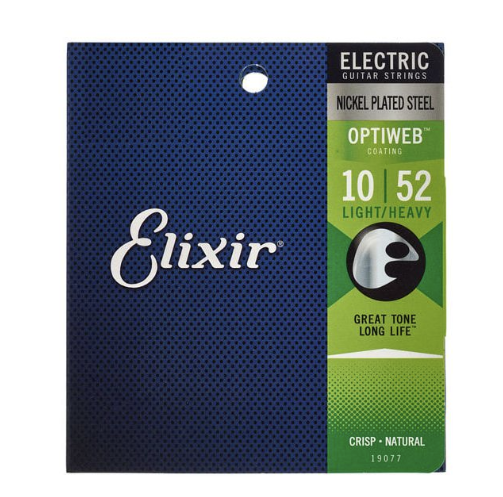 Elixir®
ELECTRIC
GUITAR STRINGS
NICKEL PLATED STEEL
OPTIWEB™
COATING
10 | 52
LIGHT/HEAVY
GREAT TONE
LONG LIFE™
CRISP • NATURAL
19077